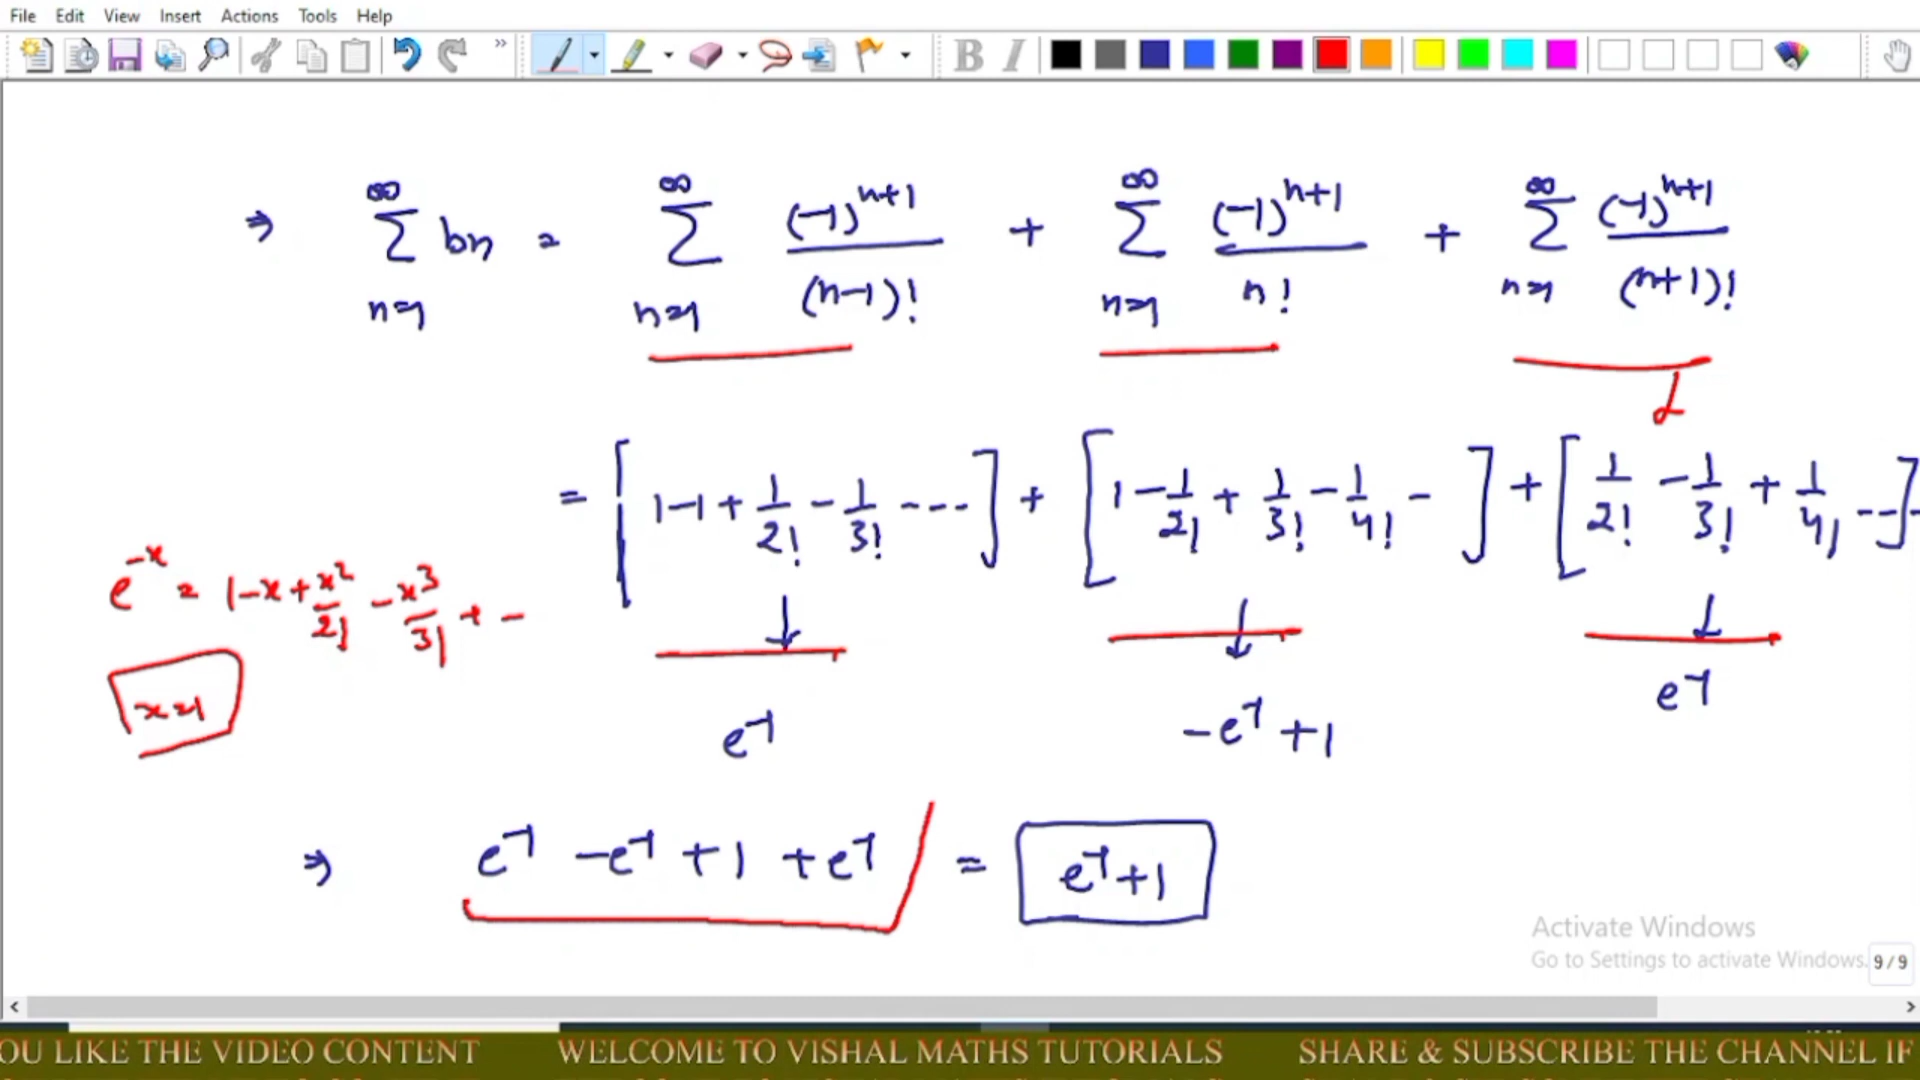 File Edit View Insert Actions Tools Help
B I
⇒ ∞ Σ n=1 bn = ∞ Σ n=1 (-1)^{n+1} / (n-1)! + ∞ Σ n=1 (-1)^{n+1} / n! + ∞ Σ n=1 (-1)^{n+1} / (n+1)!
= [1-1+1/2!-1/3! ----] + [1-1/2!+1/3!-1/4! -] + [1/2!-1/3!+1/4! ---]
e^{-x} = 1-x+x^2/2!-x^3/3!+-
x=1
e^{-1} -e^{-1}+1 e^{-1}
⇒ e^{-1} -e^{-1} +1 +e^{-1} = e^{-1}+1
Activate Windows
Go to Settings to activate Windows.
9/9
OU LIKE THE VIDEO CONTENT WELCOME TO VISHAL MATHS TUTORIALS SHARE & SUBSCRIBE THE CHANNEL IF